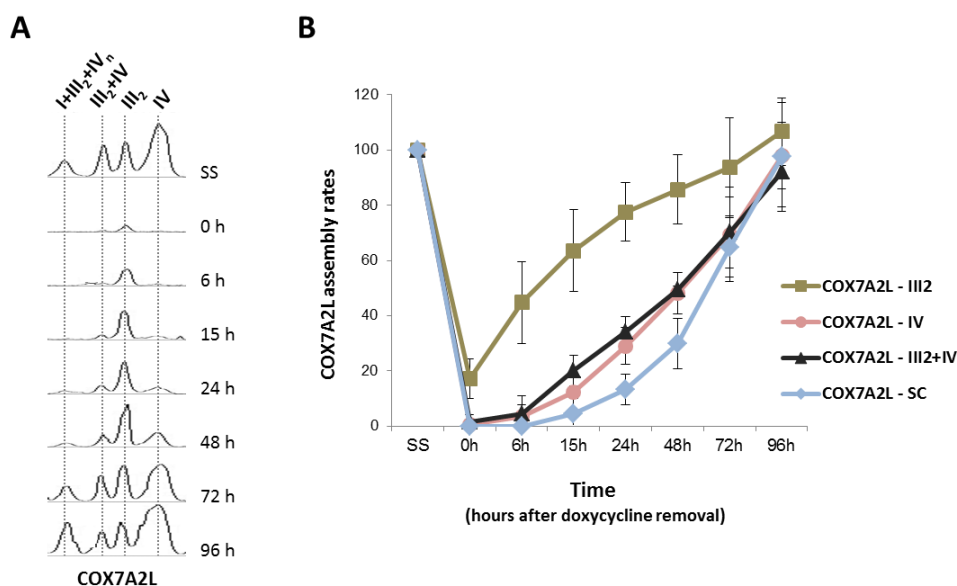 A
I+III₂+IVₙ
III₂+IV
III₂
IV
SS
0 h
6 h
15 h
24 h
48 h
72 h
96 h
COX7A2L
B
COX7A2L assembly rates
120
100
80
60
40
20
0
SS 0h 6h 15h 24h 48h 72h 96h
Time
(hours after doxycycline removal)
COX7A2L - III2
COX7A2L - IV
COX7A2L - III2+IV
COX7A2L - SC